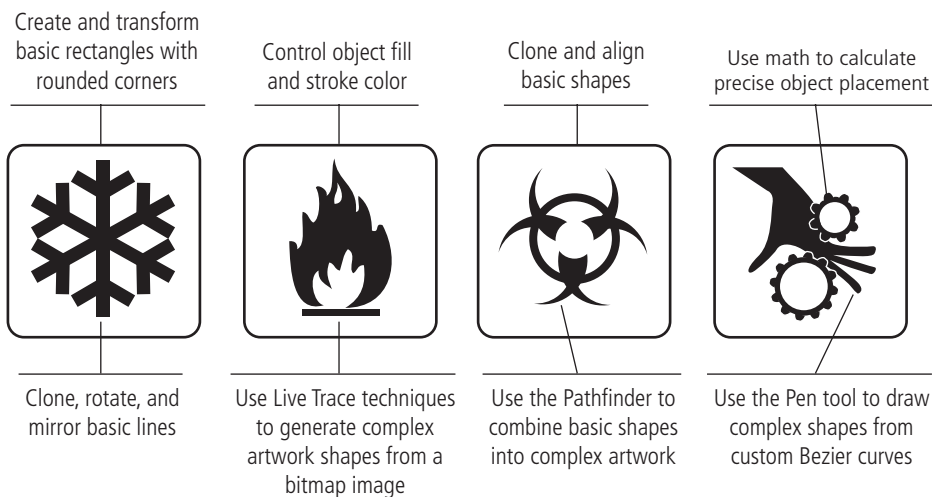 Create and transform
basic rectangles with
rounded corners
Control object fill
and stroke color
Clone and align
basic shapes
Use math to calculate
precise object placement
Clone, rotate, and
mirror basic lines
Use Live Trace techniques
to generate complex
artwork shapes from a
bitmap image
Use the Pathfinder to
combine basic shapes
into complex artwork
Use the Pen tool to draw
complex shapes from
custom Bezier curves